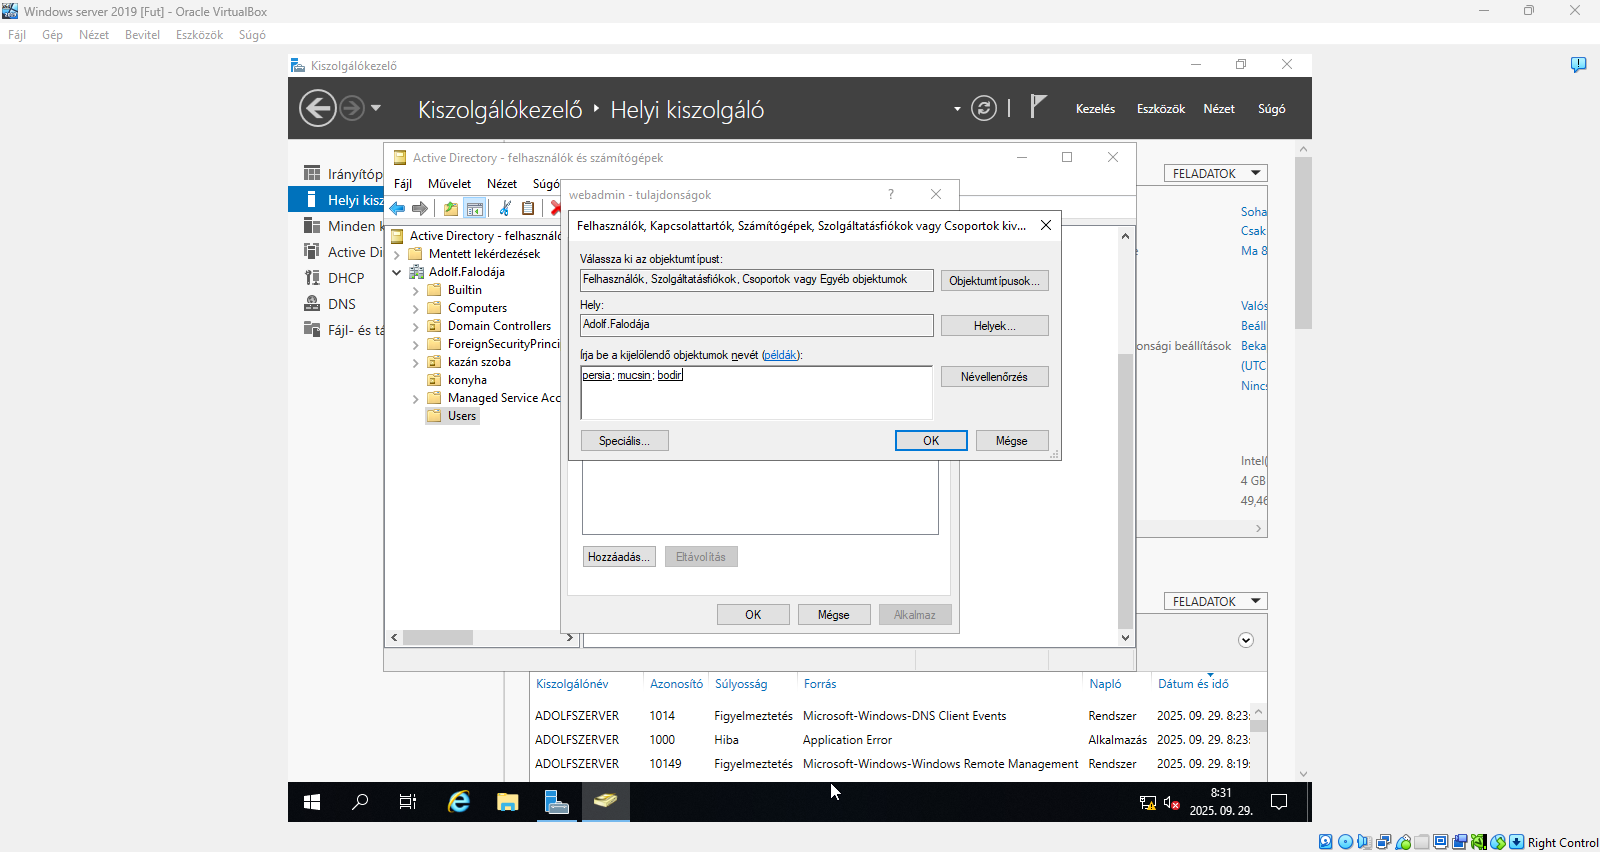 Windows server 2019 [Fut] - Oracle VirtualBox
Fájl Gép Nézet Bevitel Eszközök Súgó
Kiszolgálókezelő
Kiszolgálókezelő Helyi kiszolgáló
Kezelés Eszközök Nézet Súgó
Irányítóp
Helyi kisz
Minden k
Active Di
DHCP
DNS
Fájl- és tá
Active Directory - felhasználók és számítógépek
Fájl Művelet Nézet Súgó
Active Directory - felhasználó
Mentett lekérdezések
Adolf.Falodája
Builtin
Computers
Domain Controllers
ForeignSecurityPrinci
kazán szoba
konyha
Managed Service Acc
Users
webadmin - tulajdonságok
Felhasználók, Kapcsolattartók, Számítógépek, Szolgáltatásfiókok vagy Csoportok kiv...
Válassza ki az objektumtípust:
Felhasználók, Szolgáltatásfiókok, Csoportok vagy Egyéb objektumok
Objektumtípusok...
Hely:
Adolf.Falodája
Helyek...
Írja be a kijelölendő objektumok nevét (példák):
persia; mucsin; bodir
Névellenőrzés
Speciális...
OK
Mégse
Hozzáadás...
Eltávolítás
OK
Mégse
Alkalmaz
FELADATOK
Soha
Csak
Ma 8
Valós
Beáll
onsági beállítások Beka
(UTC
Nincs
Intel(
4 GB
49,46
FELADATOK
Kiszolgálónév Azonosító Súlyosság Forrás Napló Dátum és idő
ADOLFSZERVER 1014 Figyelmeztetés Microsoft-Windows-DNS Client Events Rendszer 2025. 09. 29. 8:23:
ADOLFSZERVER 1000 Hiba Application Error Alkalmazás 2025. 09. 29. 8:23:
ADOLFSZERVER 10149 Figyelmeztetés Microsoft-Windows-Windows Remote Management Rendszer 2025. 09. 29. 8:19:
8:31
2025. 09. 29.
Right Control